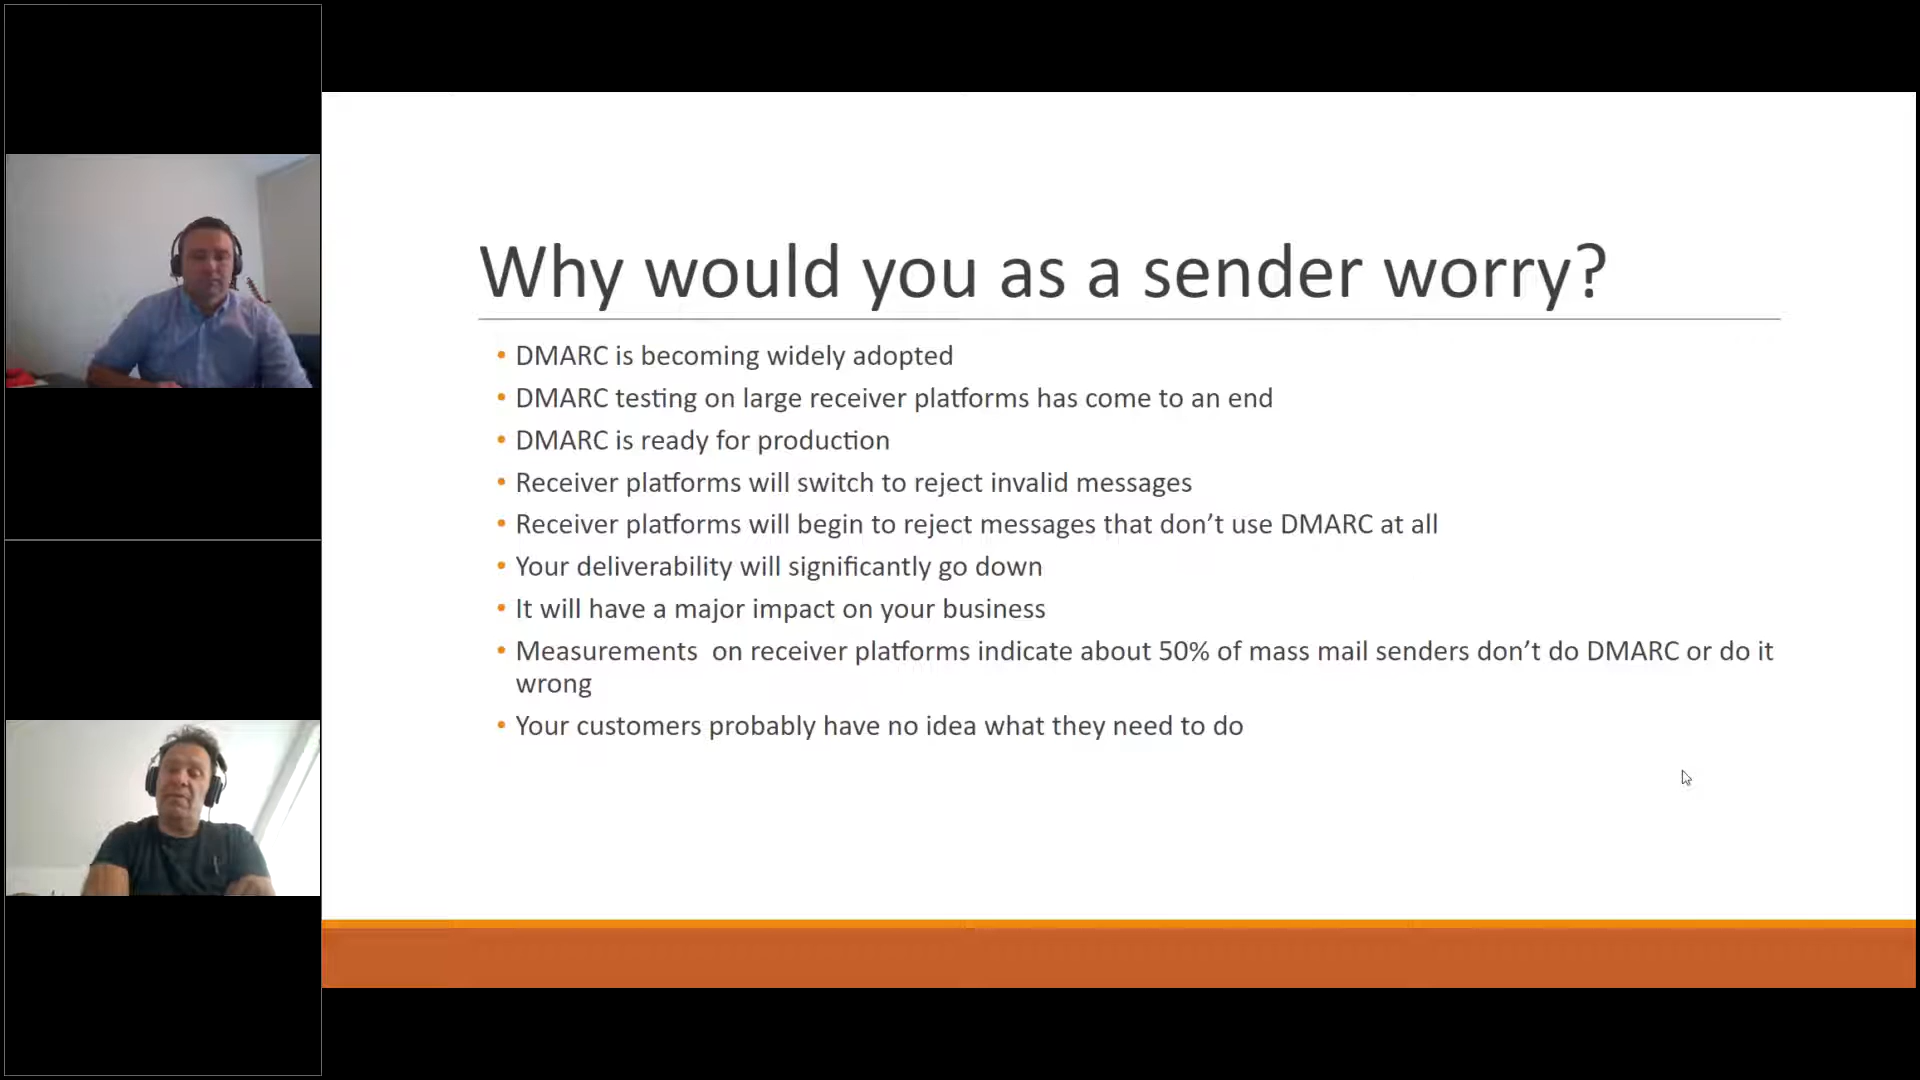 Why would you as a sender worry?
• DMARC is becoming widely adopted
• DMARC testing on large receiver platforms has come to an end
• DMARC is ready for production
• Receiver platforms will switch to reject invalid messages
• Receiver platforms will begin to reject messages that don’t use DMARC at all
• Your deliverability will significantly go down
• It will have a major impact on your business
• Measurements  on receiver platforms indicate about 50% of mass mail senders don’t do DMARC or do it
wrong
• Your customers probably have no idea what they need to do